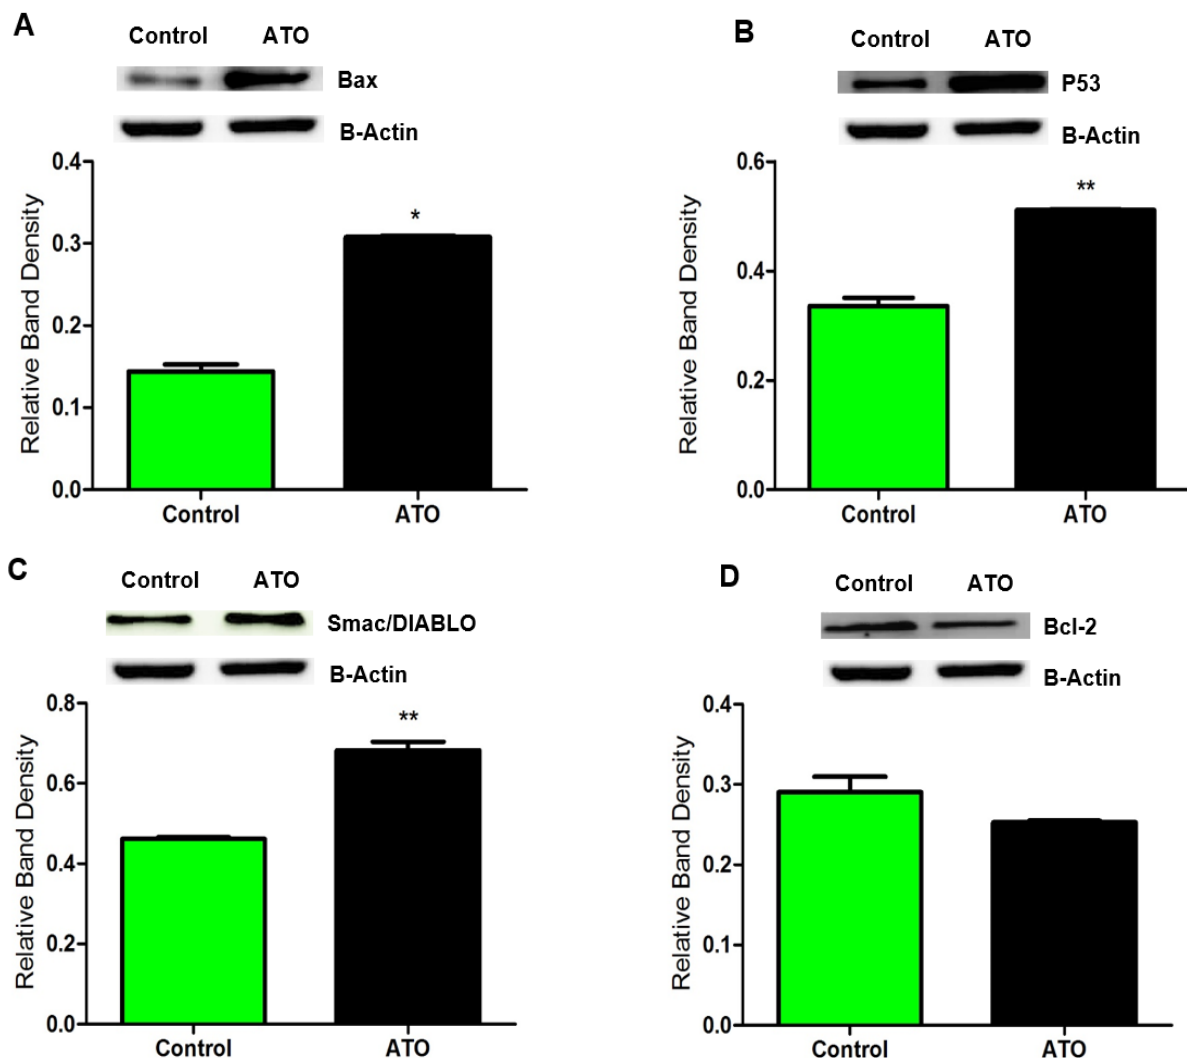 A
Control ATO
Bax
B-Actin
0.4
0.3
0.2
0.1
0.0
Relative Band Density
*
Control ATO
B
Control ATO
P53
B-Actin
0.6
0.4
0.2
0.0
Relative Band Density
**
Control ATO
C
Control ATO
Smac/DIABLO
B-Actin
0.8
0.6
0.4
0.2
0.0
Relative Band Density
**
Control ATO
D
Control ATO
Bcl-2
B-Actin
0.4
0.3
0.2
0.1
0.0
Relative Band Density
Control ATO